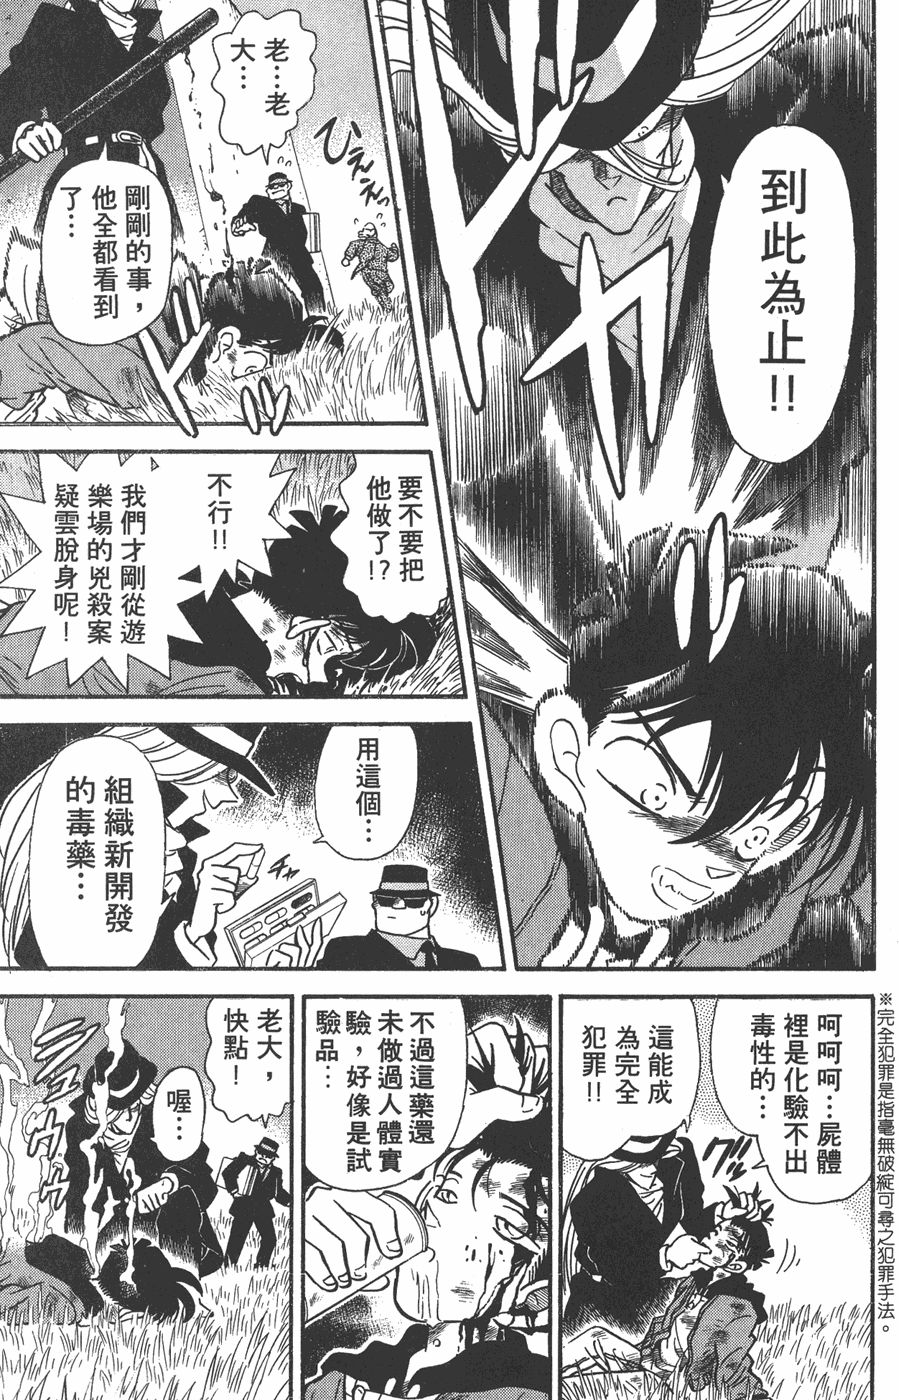 到此為止!!
老…老
大…
ひぇぇ…
剛剛的事，
他全都看到
了…
要不要把
他做了!?
不行!!
我們才剛從遊
樂場的兇殺案
疑雲脫身呢！
用這個…
組織新開發
的毒藥…
呵呵呵…屍體
裡是化驗不出
毒性的…
這能成
為完全
犯罪!!
不過這藥還
未做過人體實
驗，好像是試
驗品…
老大，
快點！
喔…
※完全犯罪是指毫無破綻可尋之犯罪手法。